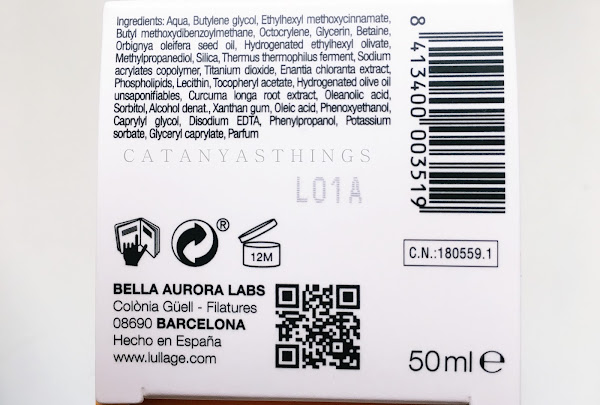 Ingredients: Aqua, Butylene glycol, Ethylhexyl methoxycinnamate,
Butyl methoxydibenzoylmethane, Octocrylene, Glycerin, Betaine,
Orbignya oleifera seed oil, Hydrogenated ethylhexyl olivate,
Methylpropanediol, Silica, Thermus thermophilus ferment, Sodium
acrylates copolymer, Titanium dioxide, Enantia chloranta extract,
Phospholipids, Lecithin, Tocopheryl acetate, Hydrogenated olive oil
unsaponifiables, Curcuma longa root extract, Oleanolic acid,
Sorbitol, Alcohol denat., Xanthan gum, Oleic acid, Phenoxyethanol,
Caprylyl glycol, Disodium EDTA, Phenylpropanol, Potassium
sorbate, Glyceryl caprylate, Parfum
CATANYASTHINGS
L01A
8 413400 003519
®
12M
C.N.:180559.1
BELLA AURORA LABS
Colònia Güell - Filatures
08690 BARCELONA
Hecho en España
www.lullage.com
50 ml e